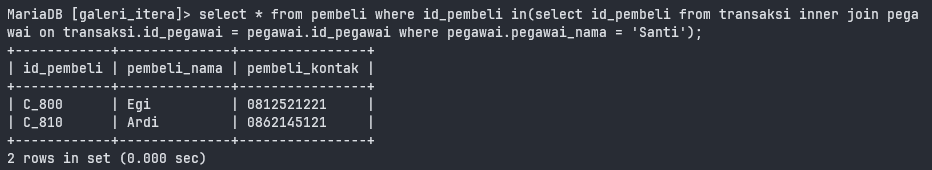 MariaDB [galeri_itera]> select * from pembeli where id_pembeli in(select id_pembeli from transaksi inner join pega
wai on transaksi.id_pegawai = pegawai.id_pegawai where pegawai.pegawai_nama = 'Santi');
+------------+--------------+----------------+
| id_pembeli | pembeli_nama | pembeli_kontak |
+------------+--------------+----------------+
| C_800      | Egi          | 0812521221     |
| C_810      | Ardi         | 0862145121     |
+------------+--------------+----------------+
2 rows in set (0.000 sec)